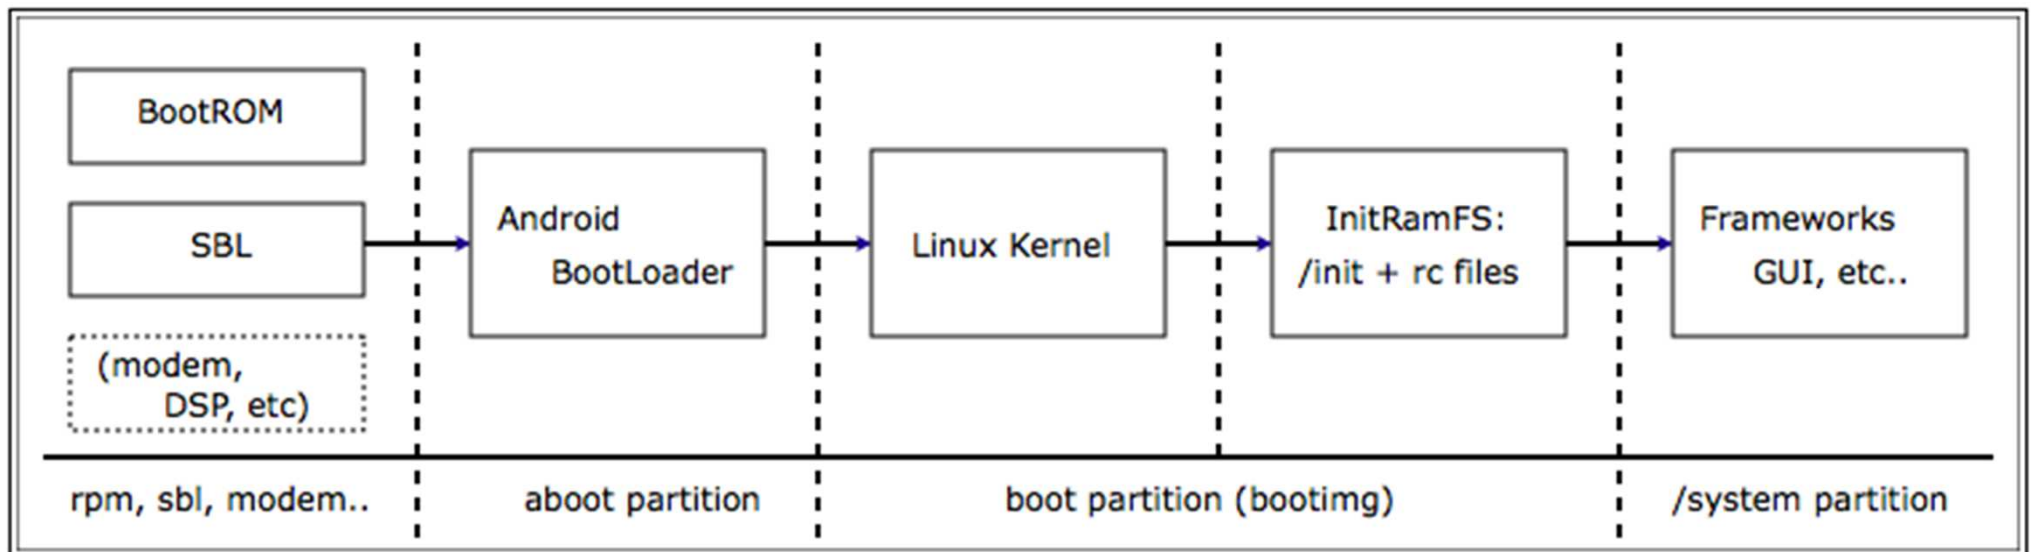 BootROM
SBL
(modem,
DSP, etc)
Android
BootLoader
Linux Kernel
InitRamFS:
/init + rc files
Frameworks
GUI, etc..
rpm, sbl, modem..
aboot partition
boot partition (bootimg)
/system partition